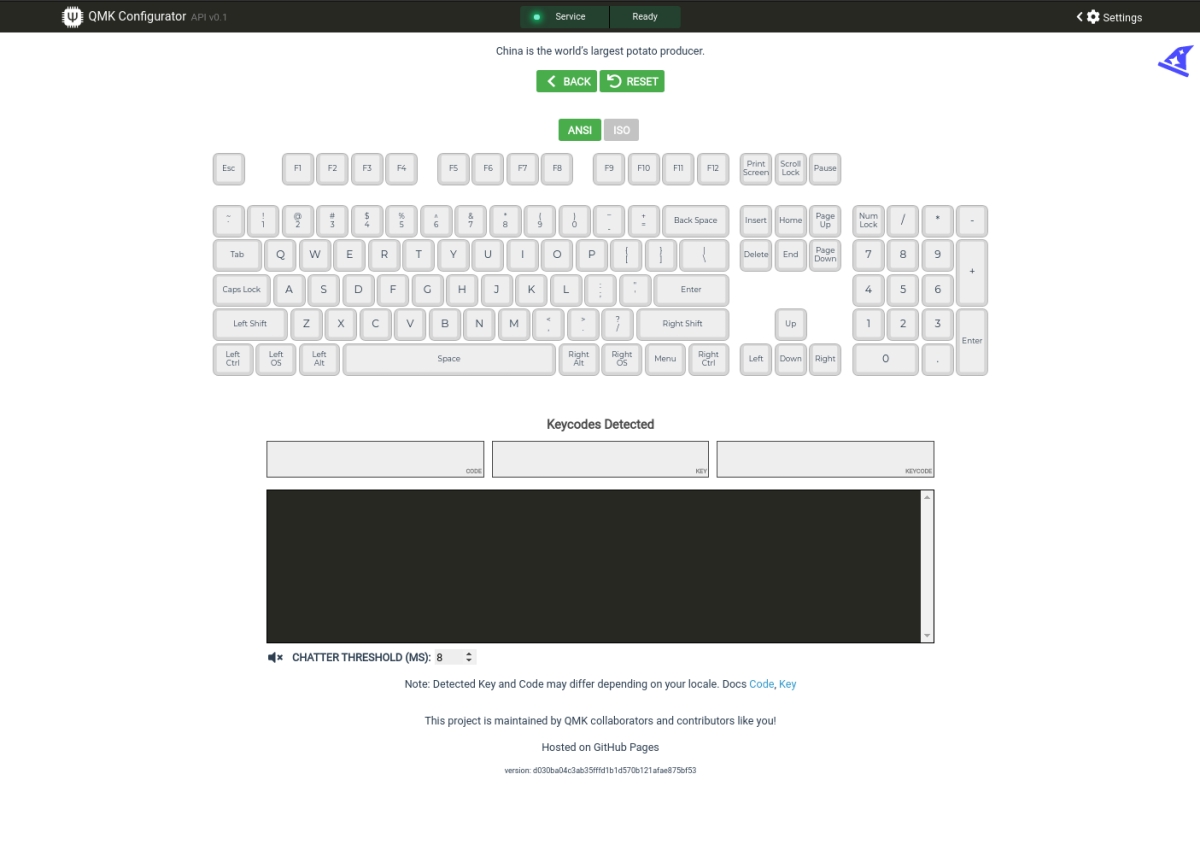 QMK Configurator API v0.1
Service Ready
Settings
China is the world's largest potato producer.
BACK RESET
ANSI ISO
Esc F1 F2 F3 F4 F5 F6 F7 F8 F9 F10 F11 F12 Print Screen Scroll Lock Pause
~ ! @ # $ % ^ & * ( ) _ +
` 1 2 3 4 5 6 7 8 9 0 - = Back Space Insert Home Page Up Num Lock / * -
Tab Q W E R T Y U I O P { [ } ] | \ Delete End Page Down 7 8 9 +
Caps Lock A S D F G H J K L : ; " ' Enter 4 5 6
Left Shift Z X C V B N M < , > . ? / Right Shift Up 1 2 3 Enter
Left Ctrl Left OS Left Alt Space Right Alt Right OS Menu Right Ctrl Left Down Right 0 .
Keycodes Detected
CODE KEY KEYCODE
CHATTER THRESHOLD (MS): 8
Note: Detected Key and Code may differ depending on your locale. Docs Code, Key
This project is maintained by QMK collaborators and contributors like you!
Hosted on GitHub Pages
version: d030ba04c3ab35fffd1b1d570b121afae875bf53